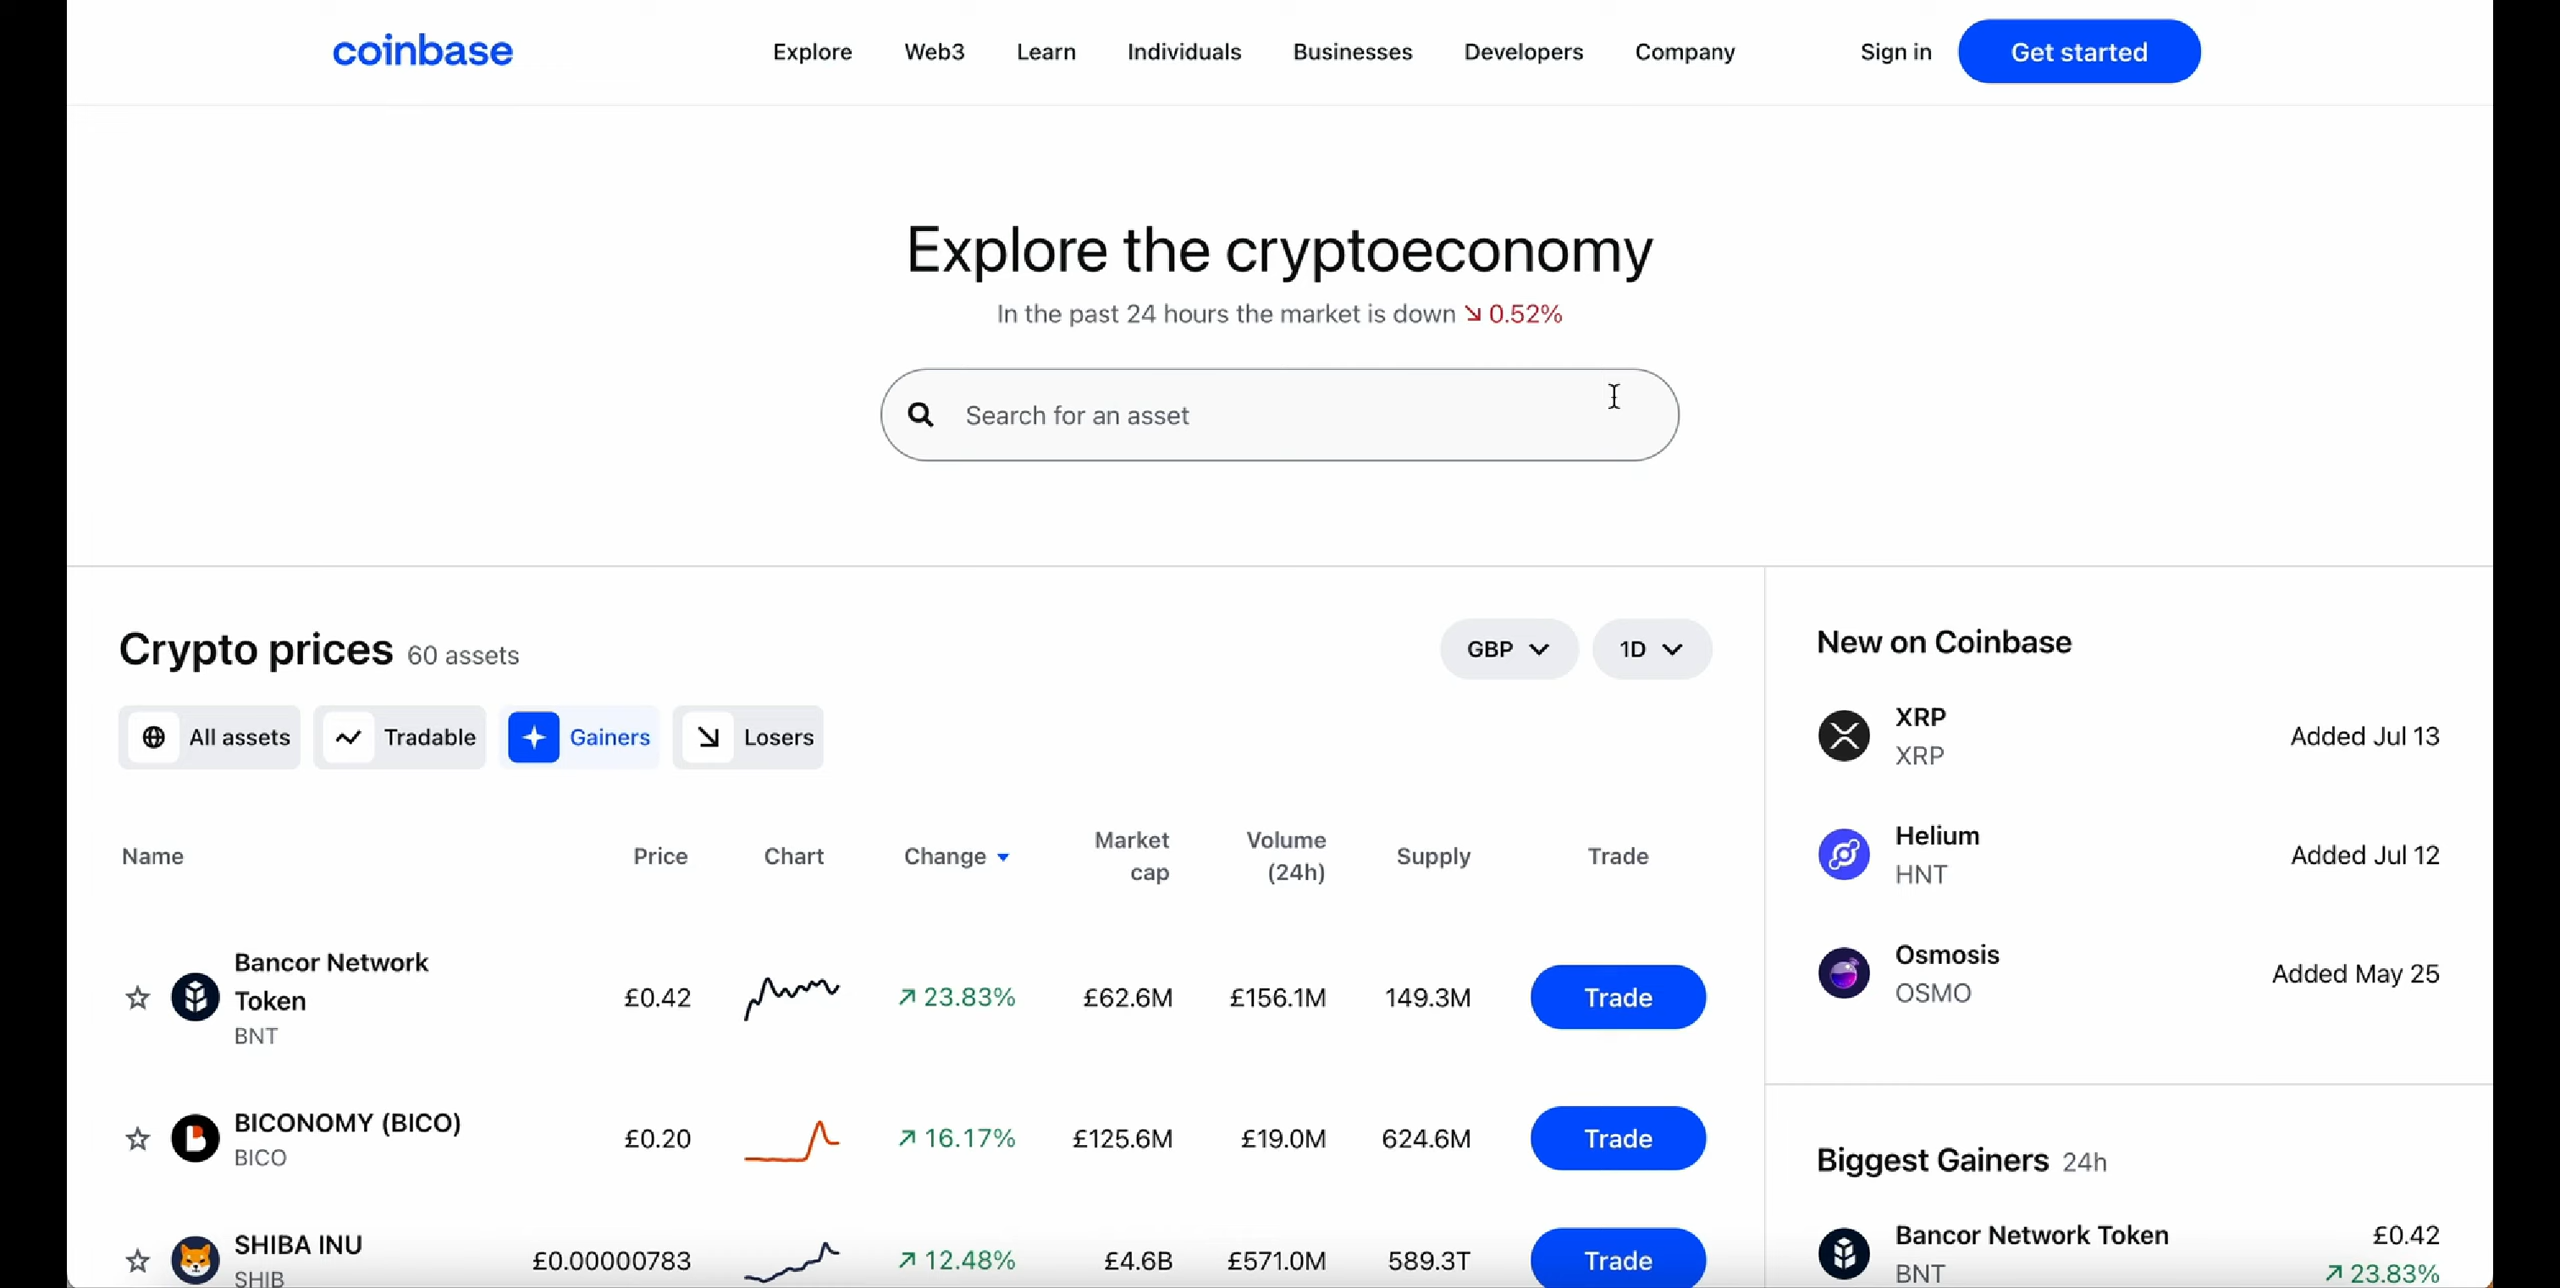 coinbase
Explore Web3 Learn Individuals Businesses Developers Company Sign in Get started
Explore the cryptoeconomy
In the past 24 hours the market is down ↘ 0.52%
Search for an asset
Crypto prices 60 assets
GBP 1D
All assets Tradable Gainers Losers
Name Price Chart Change Market cap Volume (24h) Supply Trade
Bancor Network
Token
BNT
£0.42 ↗ 23.83% £62.6M £156.1M 149.3M Trade
BICONOMY (BICO)
BICO
£0.20 ↗ 16.17% £125.6M £19.0M 624.6M Trade
SHIBA INU
SHIB
£0.00000783 ↗ 12.48% £4.6B £571.0M 589.3T Trade
New on Coinbase
XRP
XRP
Added Jul 13
Helium
HNT
Added Jul 12
Osmosis
OSMO
Added May 25
Biggest Gainers 24h
Bancor Network Token
BNT
£0.42
↗ 23.83%